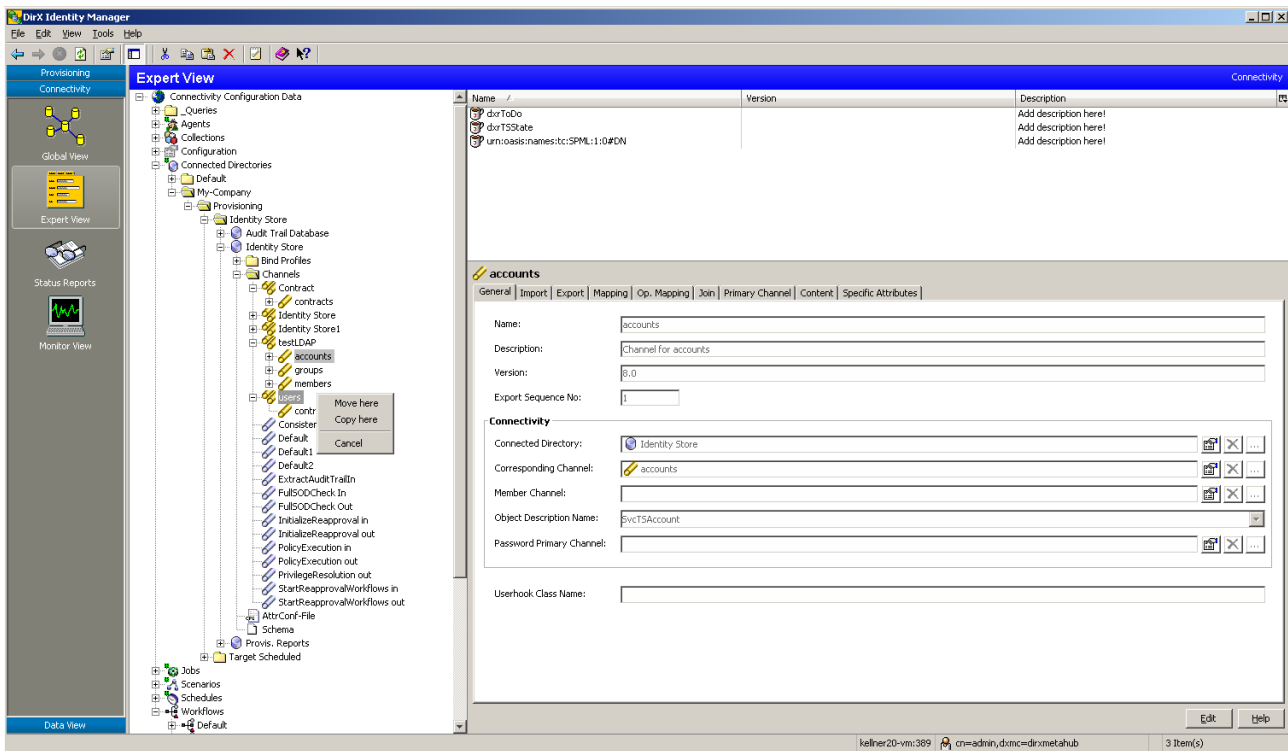 DirX Identity Manager
File Edit View Tools Help
Provisioning
Connectivity
Global View
Expert View
Status Reports
Monitor View
Data View
Expert View
Connectivity
Connectivity Configuration Data
_Queries
Agents
Collections
Configuration
Connected Directories
Default
My-Company
Provisioning
Identity Store
Audit Trail Database
Identity Store
Bind Profiles
Channels
Contract
contracts
Identity Store
Identity Store1
testLDAP
accounts
groups
members
users
contr
Consister
Default
Default1
Default2
ExtractAuditTrailIn
FullSODCheck In
FullSODCheck Out
InitializeReapproval in
InitializeReapproval out
PolicyExecution in
PolicyExecution out
PrivilegeResolution out
StartReapprovalWorkflows in
StartReapprovalWorkflows out
AttrConf-File
Schema
Provis. Reports
Target Scheduled
Jobs
Scenarios
Schedules
Workflows
Default
Move here
Copy here
Cancel
Name Version Description
dxrToDo Add description here!
dxrTSState Add description here!
urn:oasis:names:tc:SPML:1:0#DN Add description here!
accounts
General Import Export Mapping Op. Mapping Join Primary Channel Content Specific Attributes
Name: accounts
Description: Channel for accounts
Version: 8.0
Export Sequence No: 1
Connectivity
Connected Directory: Identity Store ...
Corresponding Channel: accounts ...
Member Channel: ...
Object Description Name: SvcTSAccount
Password Primary Channel: ...
Userhook Class Name:
Edit Help
kellner20-vm:389 cn=admin,dxmc=dirxmetahub 3 Item(s)